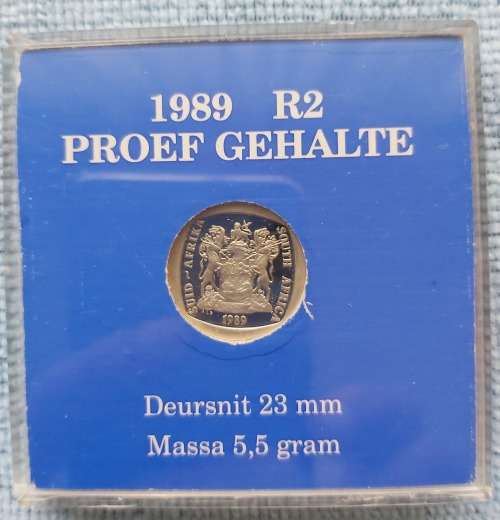 1989 R2
PROEF GEHALTE
SUID-AFRIKA
SOUTH AFRICA
1989
Deursnit 23 mm
Massa 5,5 gram